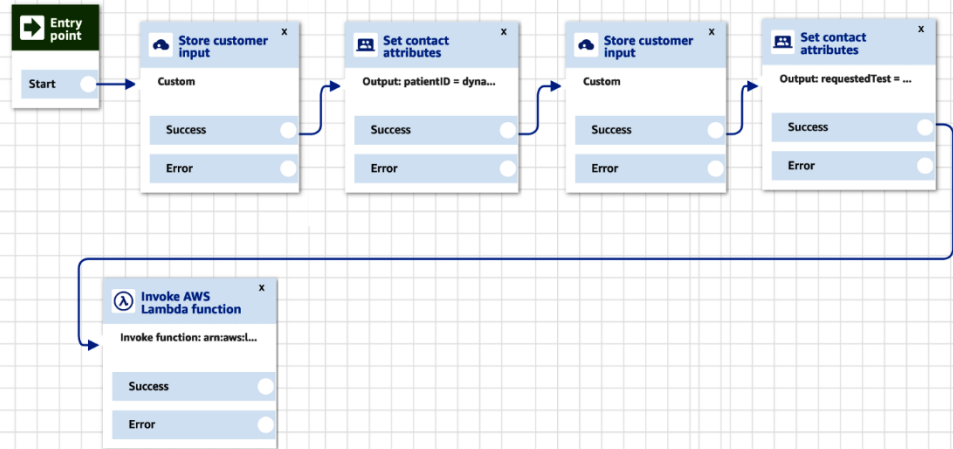 Entry
point
Start
Store customer
input
x
Custom
Success
Error
Set contact
attributes
x
Output: patientID = dyna...
Success
Error
Store customer
input
x
Custom
Success
Error
Set contact
attributes
x
Output: requestedTest = ...
Success
Error
Invoke AWS
Lambda function
x
Invoke function: arn:aws:l...
Success
Error